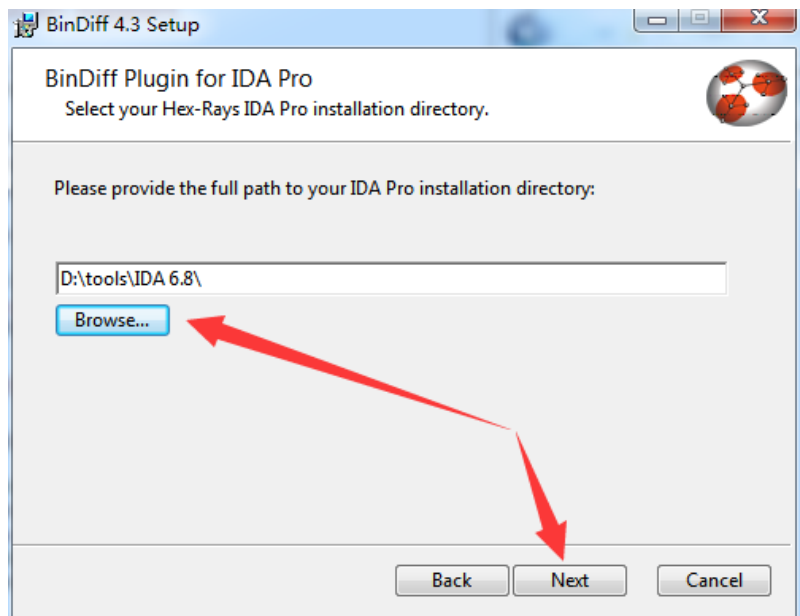 BinDiff 4.3 Setup
BinDiff Plugin for IDA Pro
Select your Hex-Rays IDA Pro installation directory.
Please provide the full path to your IDA Pro installation directory:
D:\tools\IDA 6.8\
Browse...
Back Next Cancel